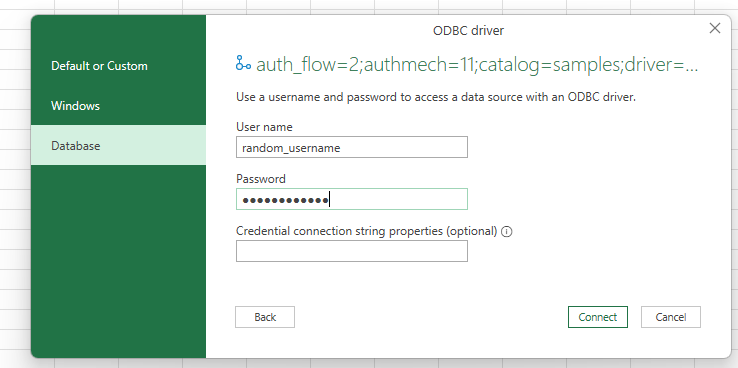 ODBC driver
Default or Custom
Windows
Database
auth_flow=2;authmech=11;catalog=samples;driver=...
Use a username and password to access a data source with an ODBC driver.
User name
random_username
Password
●●●●●●●●●●●●
Credential connection string properties (optional)
Back
Connect
Cancel